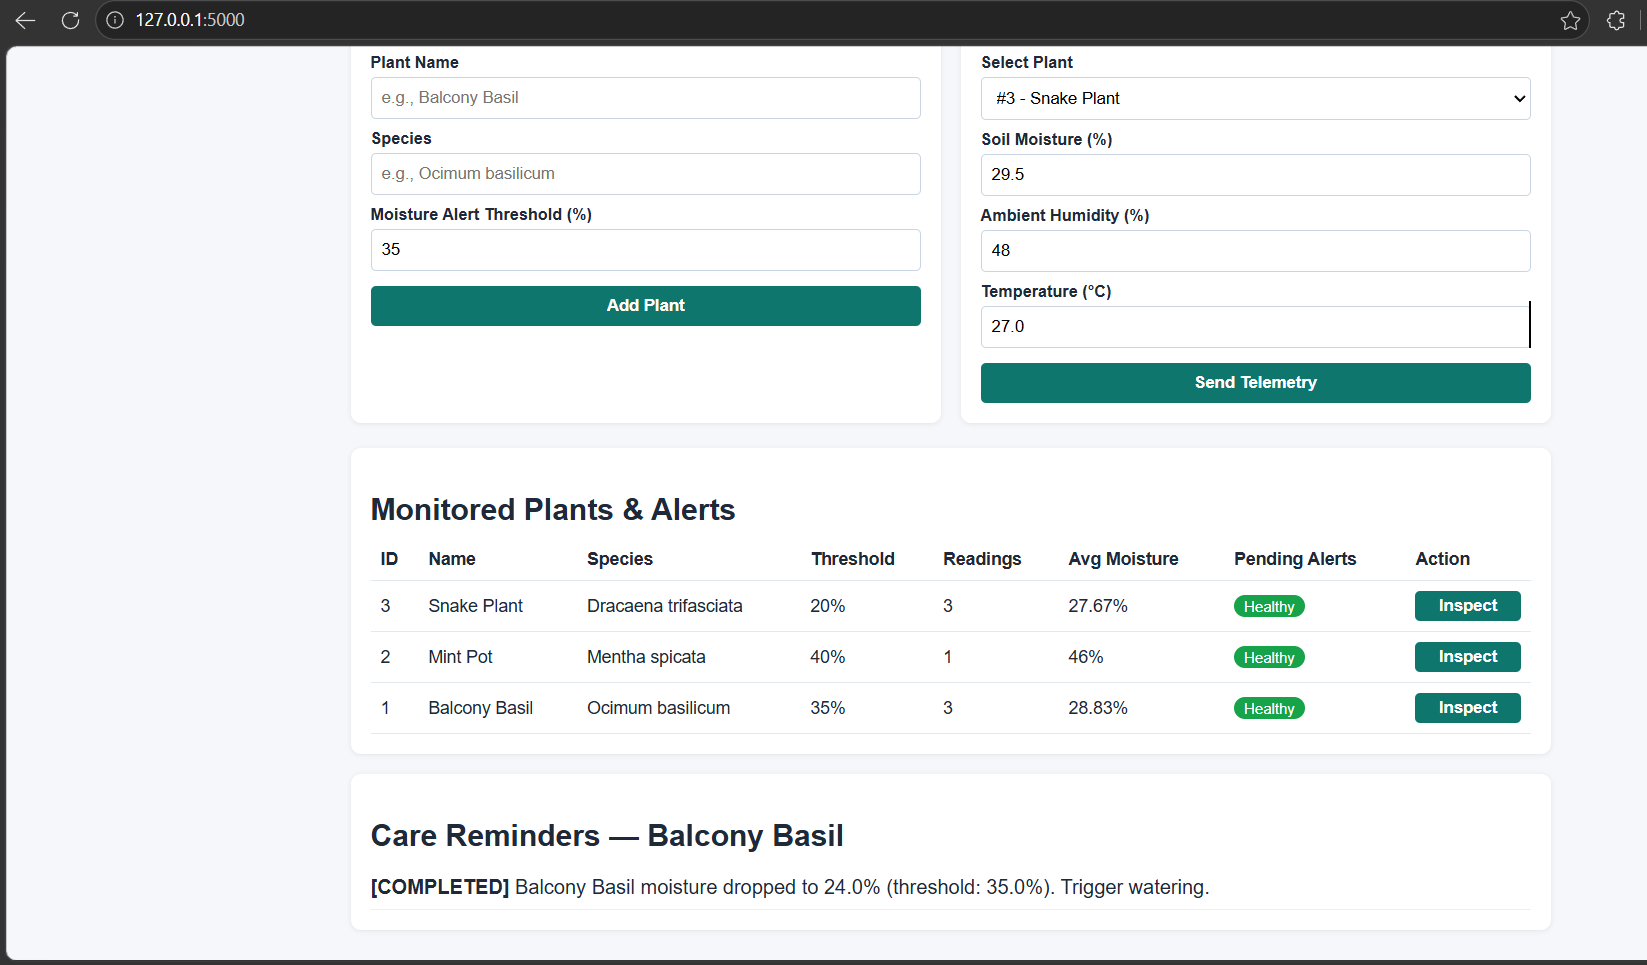 127.0.0.1:5000
Plant Name
e.g., Balcony Basil
Species
e.g., Ocimum basilicum
Moisture Alert Threshold (%)
35
Add Plant
Select Plant
#3 - Snake Plant
Soil Moisture (%)
29.5
Ambient Humidity (%)
48
Temperature (°C)
27.0
Send Telemetry
Monitored Plants & Alerts
ID Name Species Threshold Readings Avg Moisture Pending Alerts Action
3 Snake Plant Dracaena trifasciata 20% 3 27.67% Healthy Inspect
2 Mint Pot Mentha spicata 40% 1 46% Healthy Inspect
1 Balcony Basil Ocimum basilicum 35% 3 28.83% Healthy Inspect
Care Reminders — Balcony Basil
[COMPLETED] Balcony Basil moisture dropped to 24.0% (threshold: 35.0%). Trigger watering.